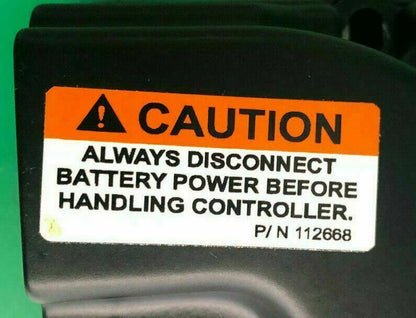 CAUTION
ALWAYS DISCONNECT
BATTERY POWER BEFORE
HANDLING CONTROLLER.
P/N 112668